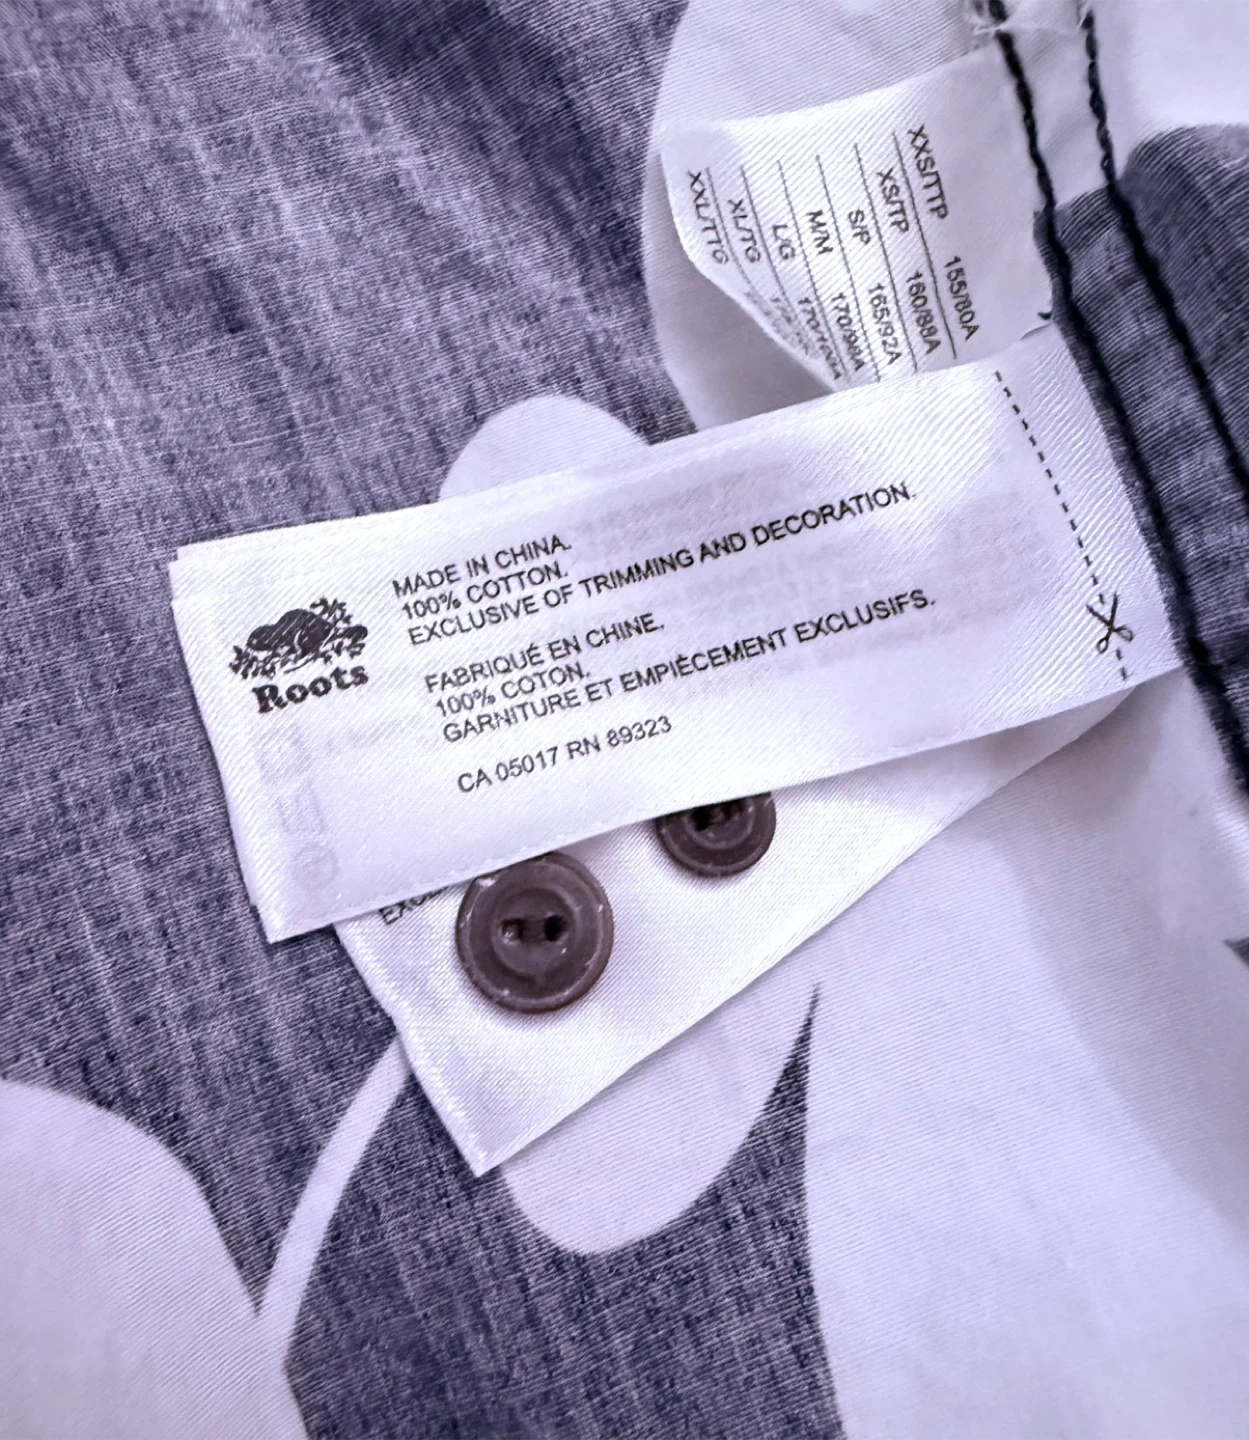 XXS/TTP 155/80A
XS/TP 160/88A
S/P 165/92A
M/M 170/96A
L/G
XL/TG
XXL/TTG
Roots
MADE IN CHINA.
100% COTTON.
EXCLUSIVE OF TRIMMING AND DECORATION.
FABRIQUÉ EN CHINE.
100% COTON.
GARNITURE ET EMPIÈCEMENT EXCLUSIFS.
CA 05017 RN 89323